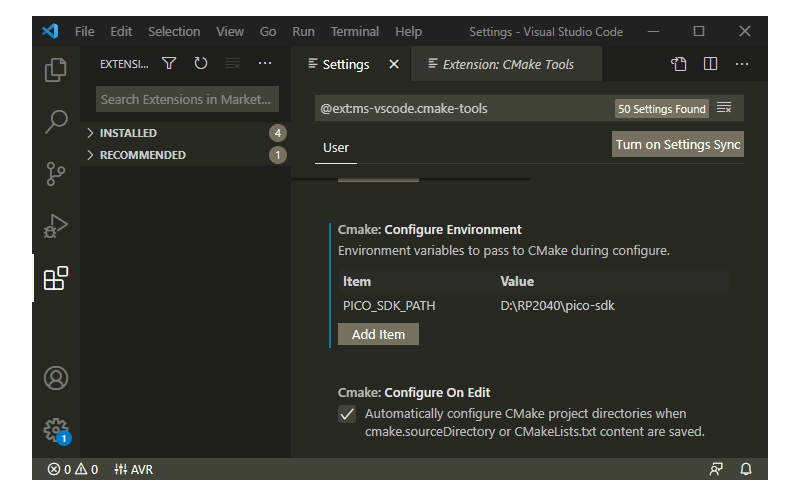 File Edit Selection View Go Run Terminal Help Settings - Visual Studio Code
EXTENSI...
Settings
Extension: CMake Tools
Search Extensions in Market...
@ext:ms-vscode.cmake-tools
50 Settings Found
INSTALLED 4
RECOMMENDED 1
User
Turn on Settings Sync
Cmake: Configure Environment
Environment variables to pass to CMake during configure.
Item Value
PICO_SDK_PATH D:\RP2040\pico-sdk
Add Item
Cmake: Configure On Edit
Automatically configure CMake project directories when
cmake.sourceDirectory or CMakeLists.txt content are saved.
1
0 0 AVR